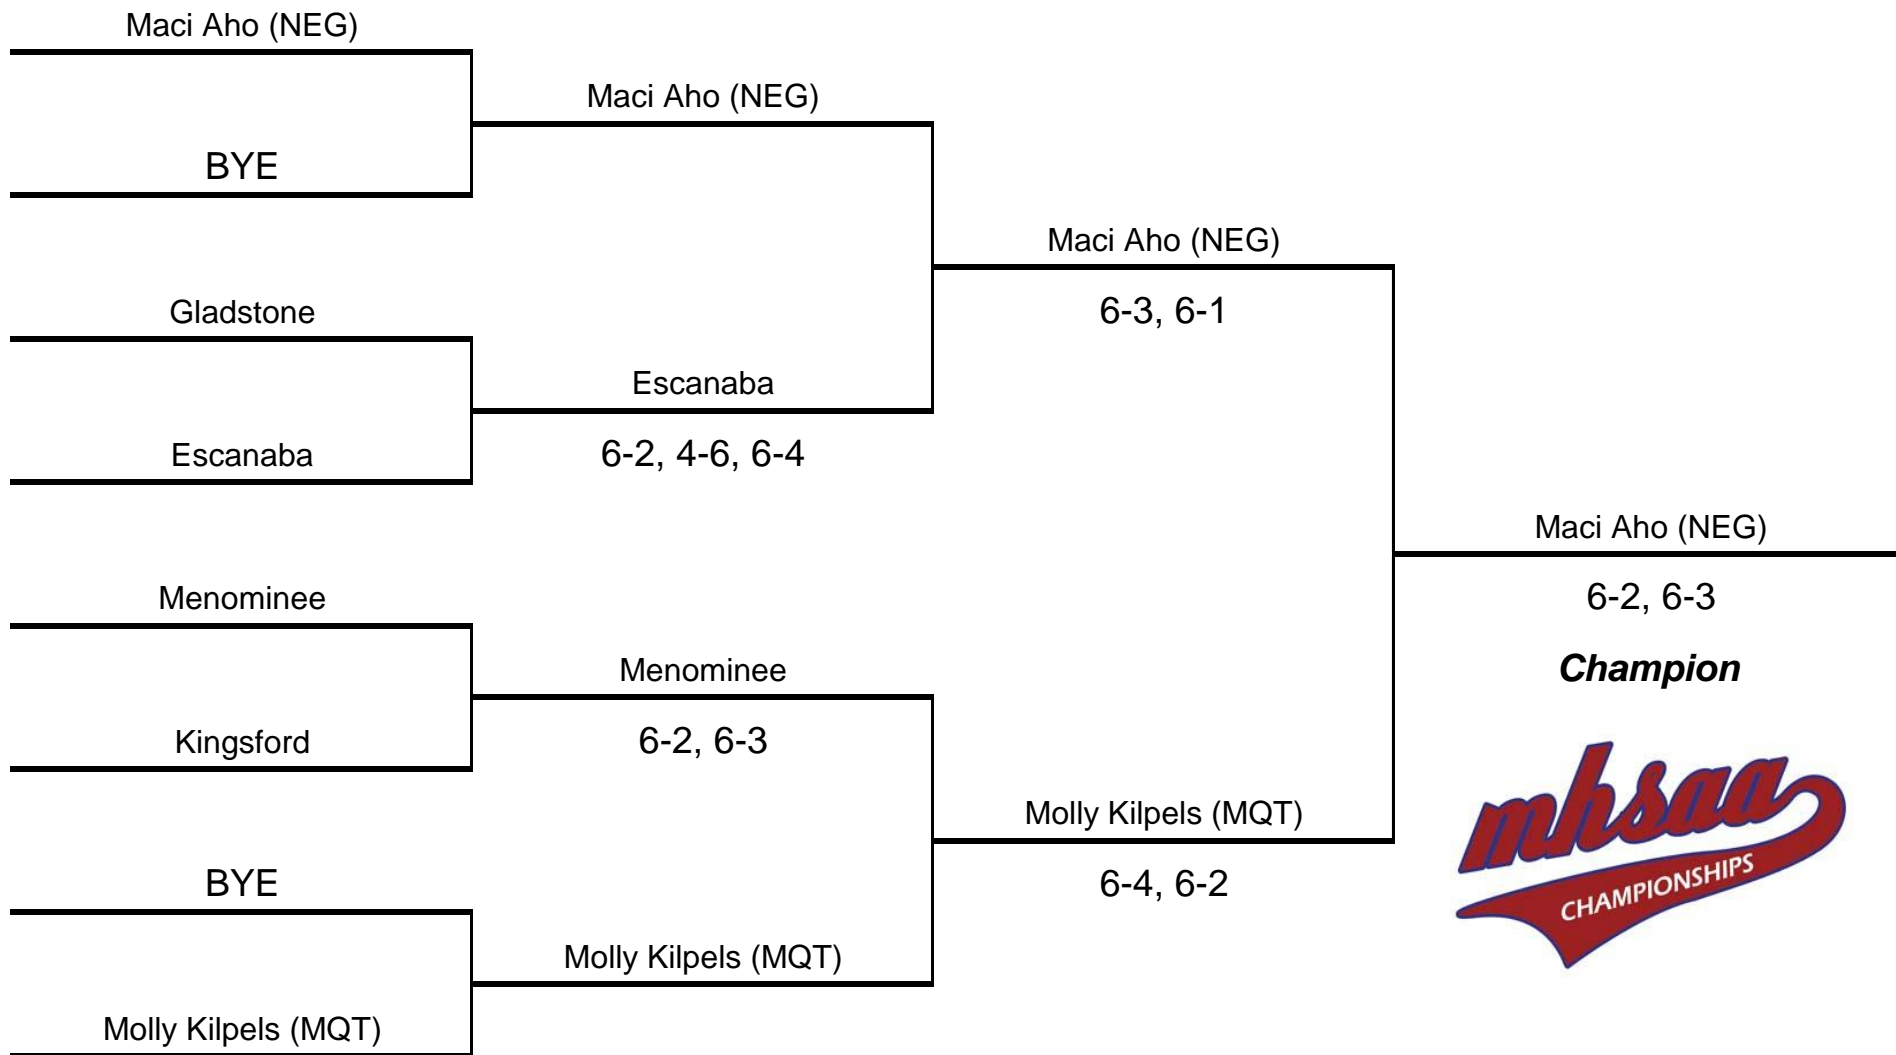 Maci Aho (NEG)
BYE
Gladstone
Escanaba
Menominee
Kingsford
BYE
Molly Kilpels (MQT)
Maci Aho (NEG)
Escanaba
6-2, 4-6, 6-4
Menominee
6-2, 6-3
Molly Kilpels (MQT)
Maci Aho (NEG)
6-3, 6-1
Molly Kilpels (MQT)
6-4, 6-2
Maci Aho (NEG)
6-2, 6-3
Champion
mhsaa
CHAMPIONSHIPS